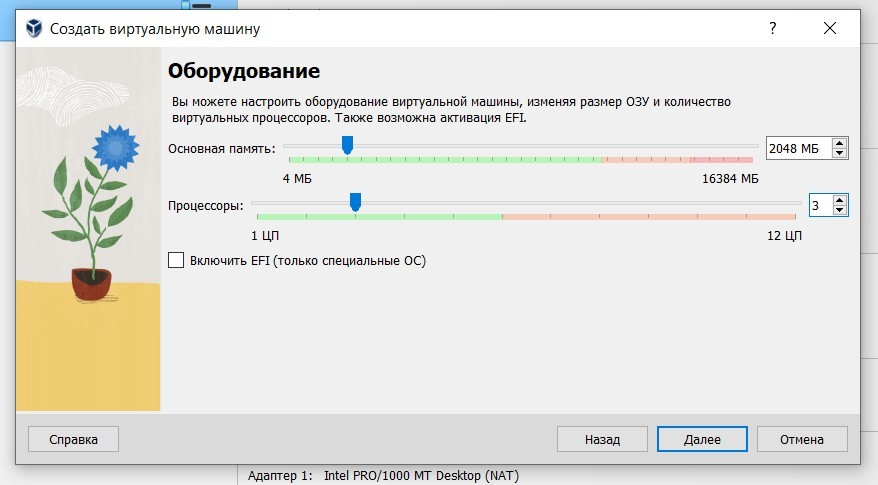 Создать виртуальную машину
Оборудование
Вы можете настроить оборудование виртуальной машины, изменяя размер ОЗУ и количество
виртуальных процессоров. Также возможна активация EFI.
Основная память:
2048 МБ
4 МБ
16384 МБ
Процессоры:
3
1 ЦП
12 ЦП
Включить EFI (только специальные ОС)
Справка
Назад
Далее
Отмена
Адаптер 1: Intel PRO/1000 MT Desktop (NAT)